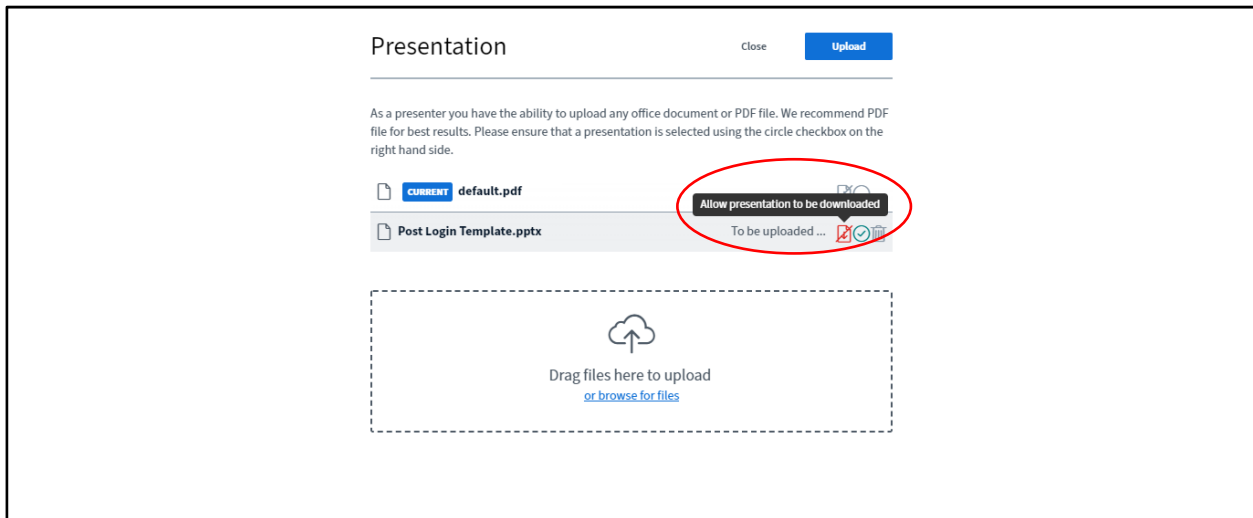 Presentation
Close
Upload
As a presenter you have the ability to upload any office document or PDF file. We recommend PDF
file for best results. Please ensure that a presentation is selected using the circle checkbox on the
right hand side.
CURRENT default.pdf
Allow presentation to be downloaded
Post Login Template.pptx
To be uploaded ...
Drag files here to upload
or browse for files